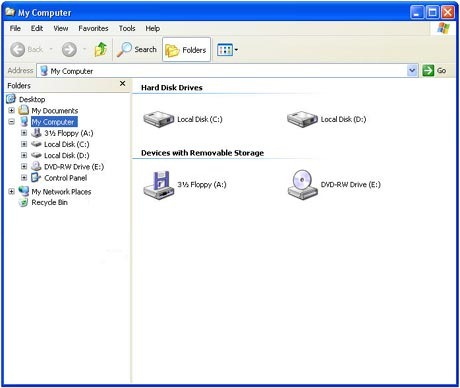 My Computer
File Edit View Favorites Tools Help
Back Search Folders
Address My Computer Go
Folders
Desktop
My Documents
My Computer
3½ Floppy (A:)
Local Disk (C:)
Local Disk (D:)
DVD-RW Drive (E:)
Control Panel
My Network Places
Recycle Bin
Hard Disk Drives
Local Disk (C:) Local Disk (D:)
Devices with Removable Storage
3½ Floppy (A:) DVD-RW Drive (E:)